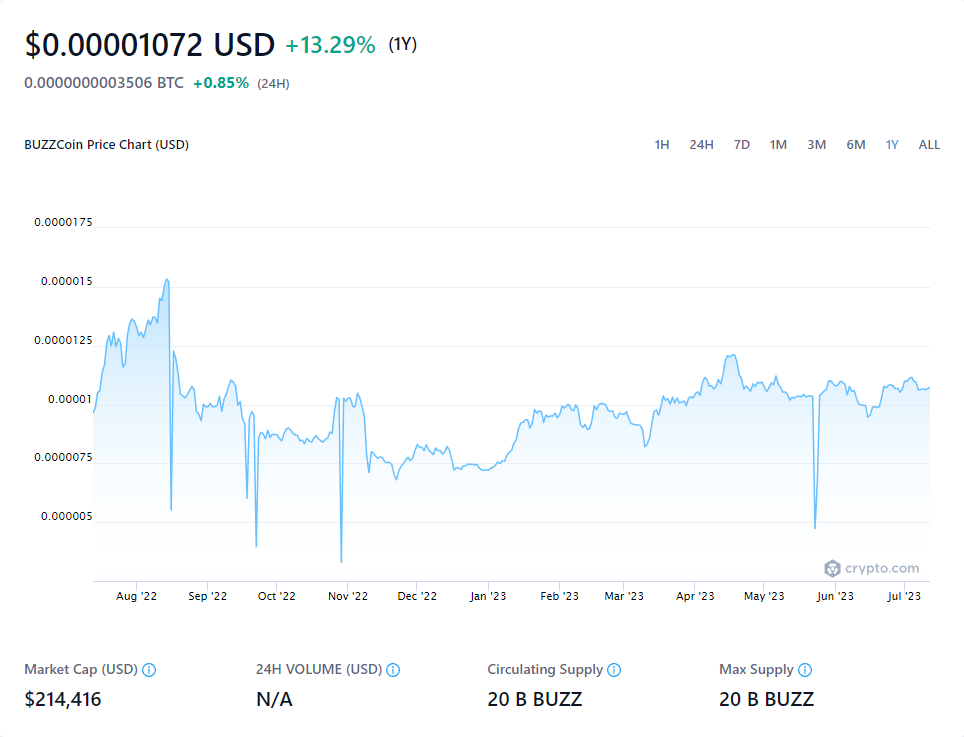 $0.00001072 USD +13.29% (1Y)
0.0000000003506 BTC +0.85% (24H)
BUZZCoin Price Chart (USD) 1H 24H 7D 1M 3M 6M 1Y ALL
0.0000175
0.000015
0.0000125
0.00001
0.0000075
0.000005
crypto.com
Aug '22 Sep '22 Oct '22 Nov '22 Dec '22 Jan '23 Feb '23 Mar '23 Apr '23 May '23 Jun '23 Jul '23
Market Cap (USD) 24H VOLUME (USD) Circulating Supply Max Supply
$214,416 N/A 20 B BUZZ 20 B BUZZ